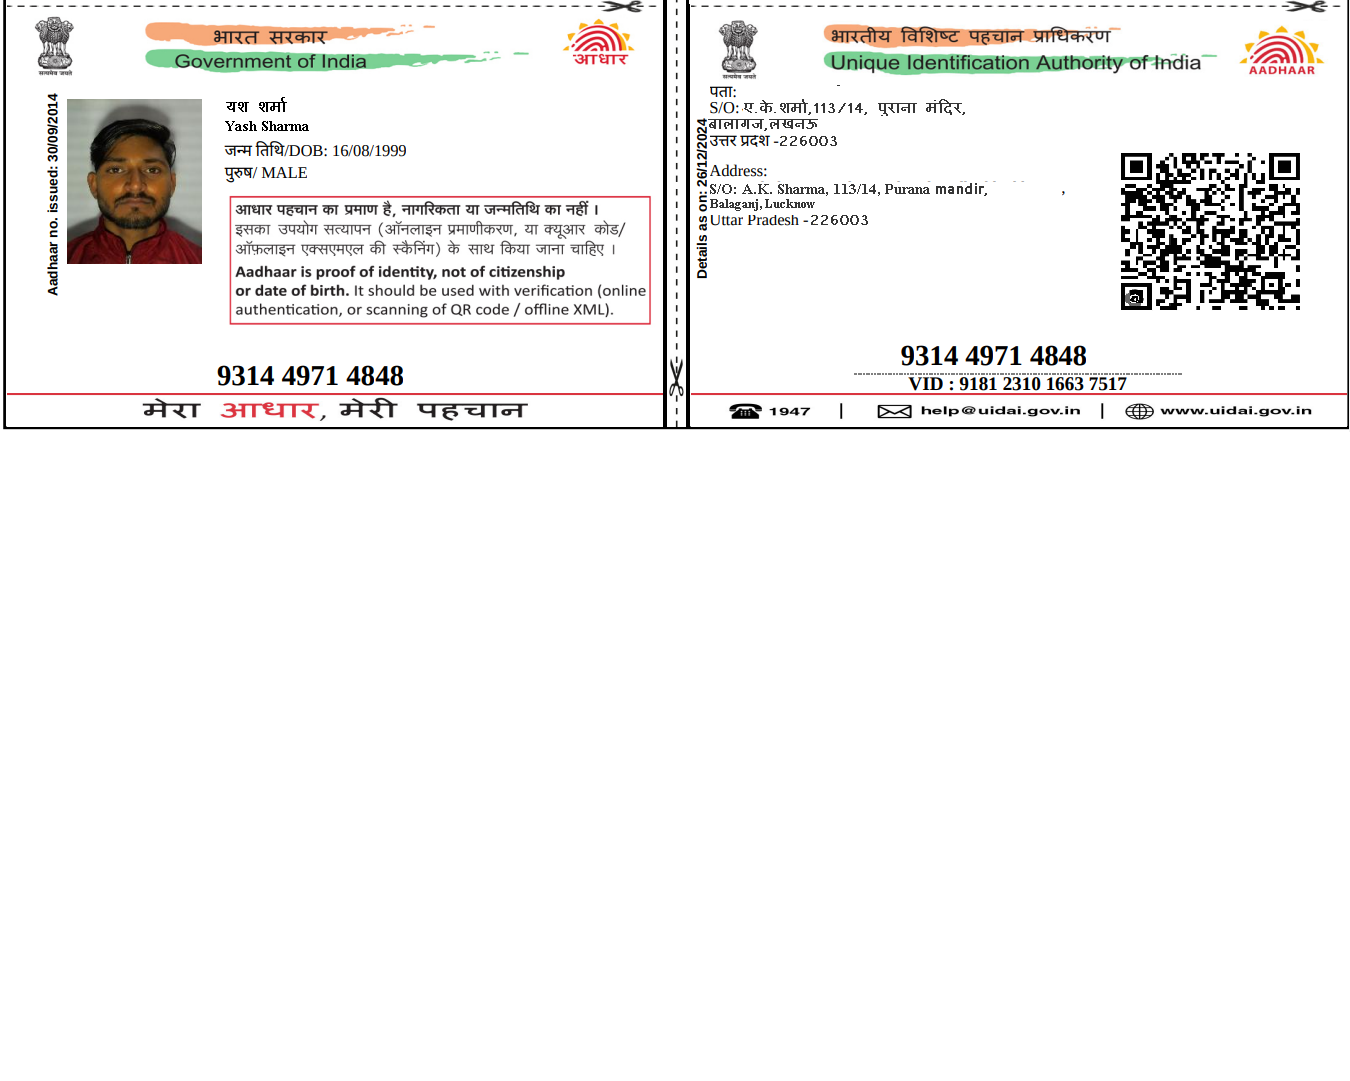 भारत सरकार
Government of India
आधार
Aadhaar no. issued: 30/09/2014
यश शर्मा
Yash Sharma
जन्म तिथि/DOB: 16/08/1999
पुरुष/ MALE
आधार पहचान का प्रमाण है, नागरिकता या जन्मतिथि का नहीं ।
इसका उपयोग सत्यापन (ऑनलाइन प्रमाणीकरण, या क्यूआर कोड/
ऑफ़लाइन एक्सएमएल की स्कैनिंग) के साथ किया जाना चाहिए ।
Aadhaar is proof of identity, not of citizenship
or date of birth. It should be used with verification (online
authentication, or scanning of QR code / offline XML).
9314 4971 4848
मेरा आधार, मेरी पहचान
भारतीय विशिष्ट पहचान प्राधिकरण
Unique Identification Authority of India
AADHAAR
Details as on: 26/12/2024
पता:
S/O: ए.के.शर्मा,113/14, पुराना मंदिर,
बालागंज,लखनऊ
उत्तर प्रदेश -226003
Address:
S/O: A.K. Sharma, 113/14, Purana mandir, ,
Balaganj, Lucknow
Uttar Pradesh -226003
9314 4971 4848
VID : 9181 2310 1663 7517
1947 | help@uidai.gov.in | www.uidai.gov.in